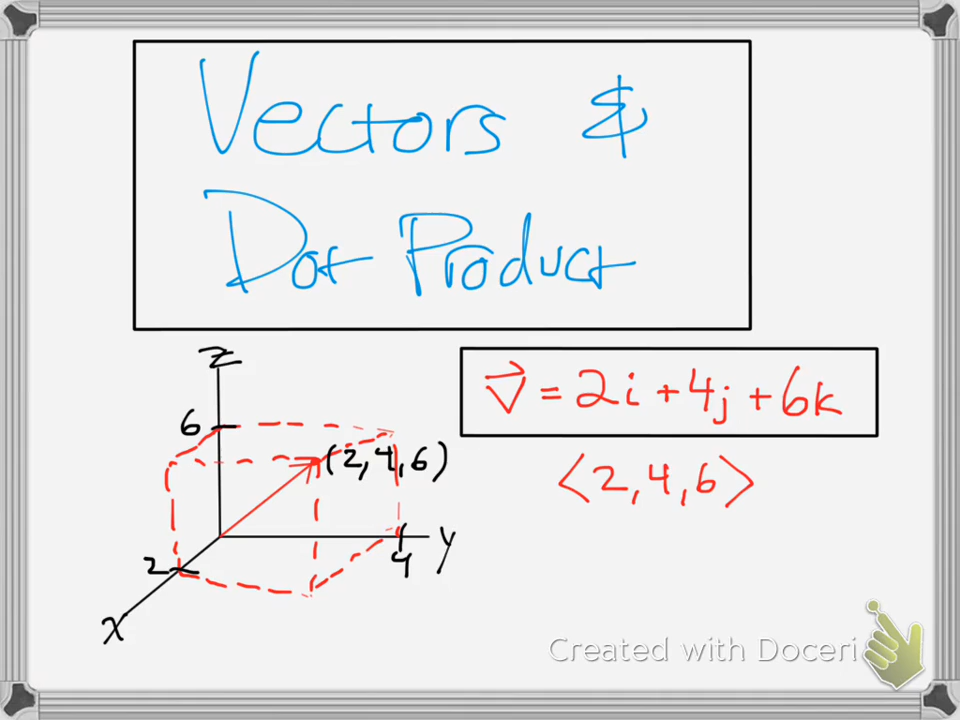 Vectors &
Dot Product
z
v⃗ = 2i + 4j + 6k
6
(2,4,6)
<2,4,6>
y
4
2
x
Created with Doceri